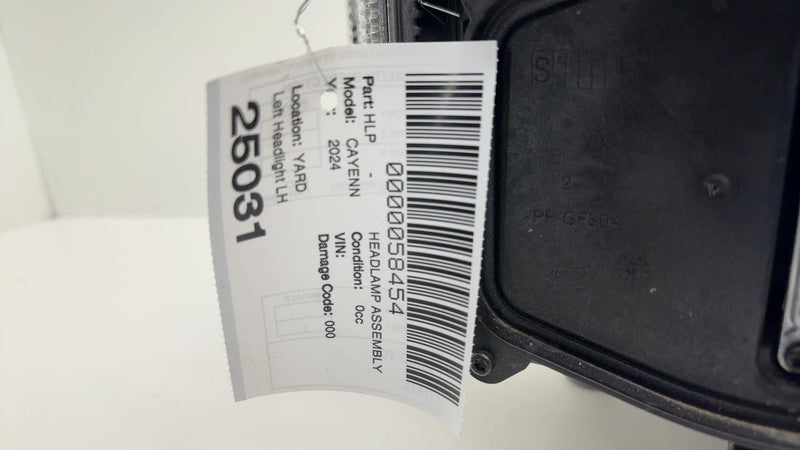 0000058454
Part: HLP - HEADLAMP ASSEMBLY
Model: CAYENN Condition: 0cc
2024 VIN:
Damage Code: 000
Location: YARD
Left Headlight LH
25031